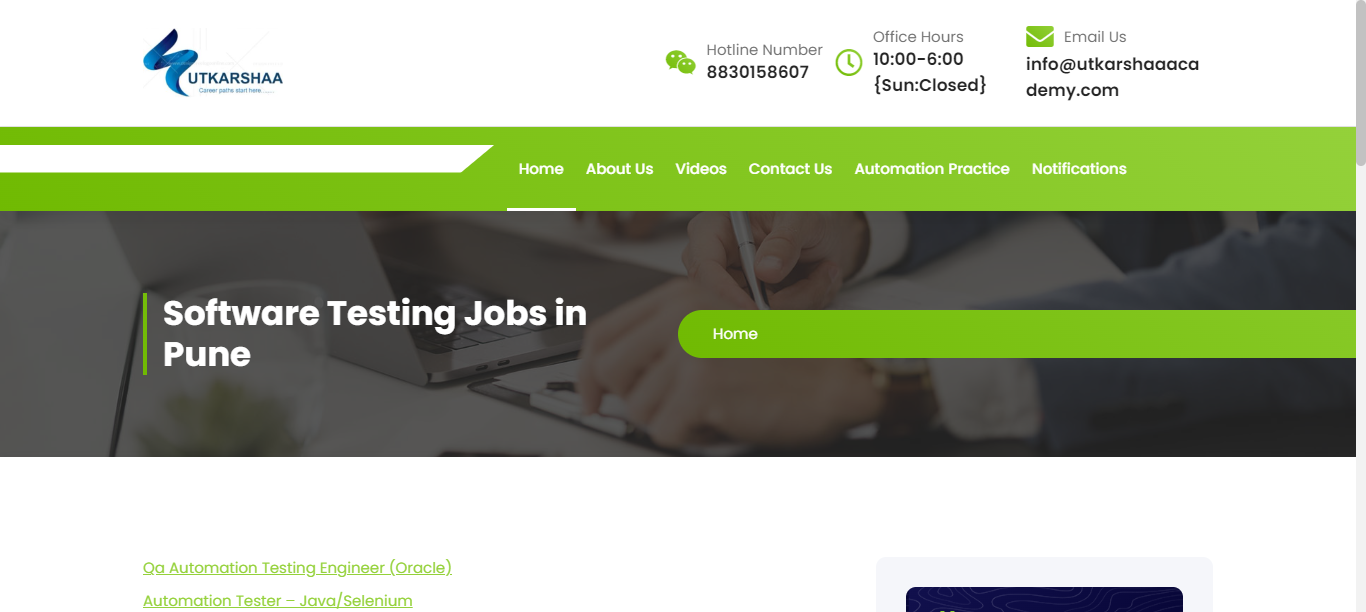 UTKARSHAA
Career paths start here.....
Hotline Number
8830158607
Office Hours
10:00-6:00
{Sun:Closed}
Email Us
info@utkarshaaaca
demy.com
Home About Us Videos Contact Us Automation Practice Notifications
Software Testing Jobs in
Pune
Home
Qa Automation Testing Engineer (Oracle)
Automation Tester – Java/Selenium